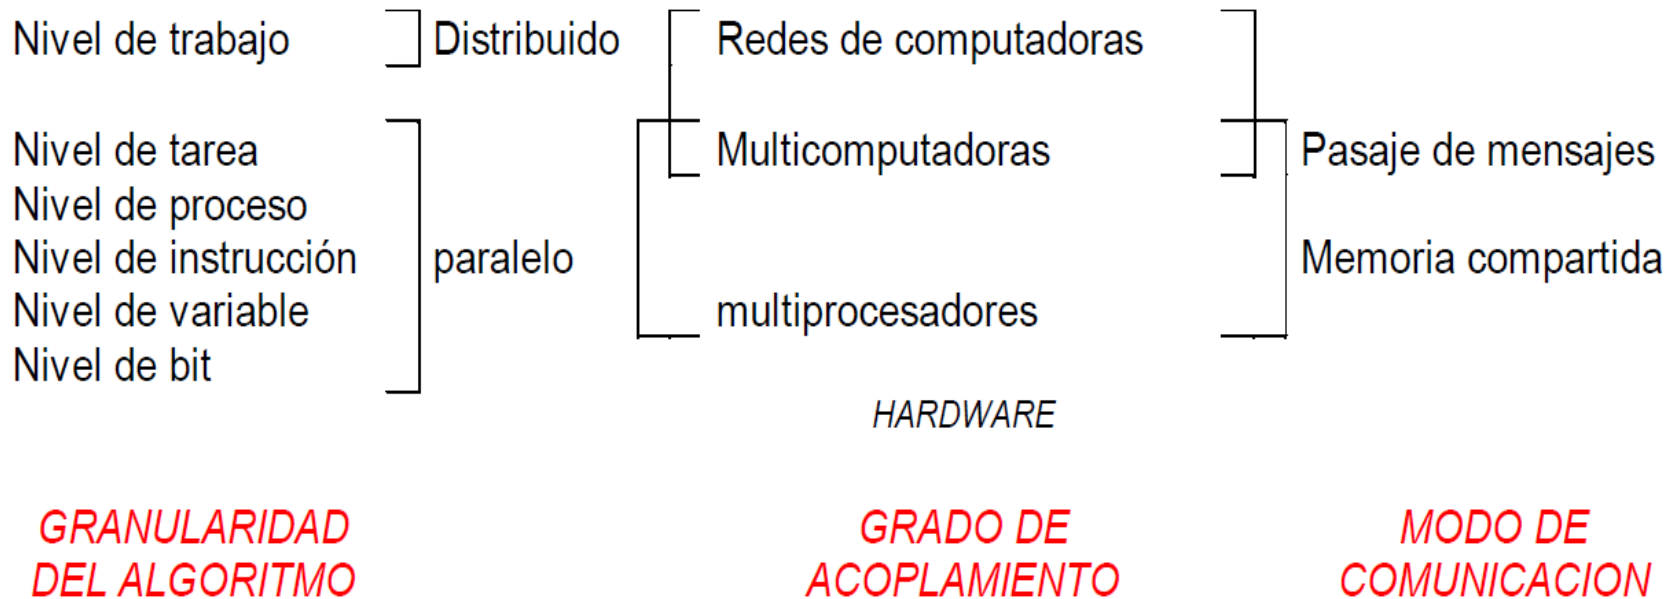 Nivel de trabajo Distribuido Redes de computadoras
Nivel de tarea Multicomputadoras Pasaje de mensajes
Nivel de proceso
Nivel de instrucción paralelo Memoria compartida
Nivel de variable multiprocesadores
Nivel de bit
HARDWARE
GRANULARIDAD GRADO DE MODO DE
DEL ALGORITMO ACOPLAMIENTO COMUNICACION